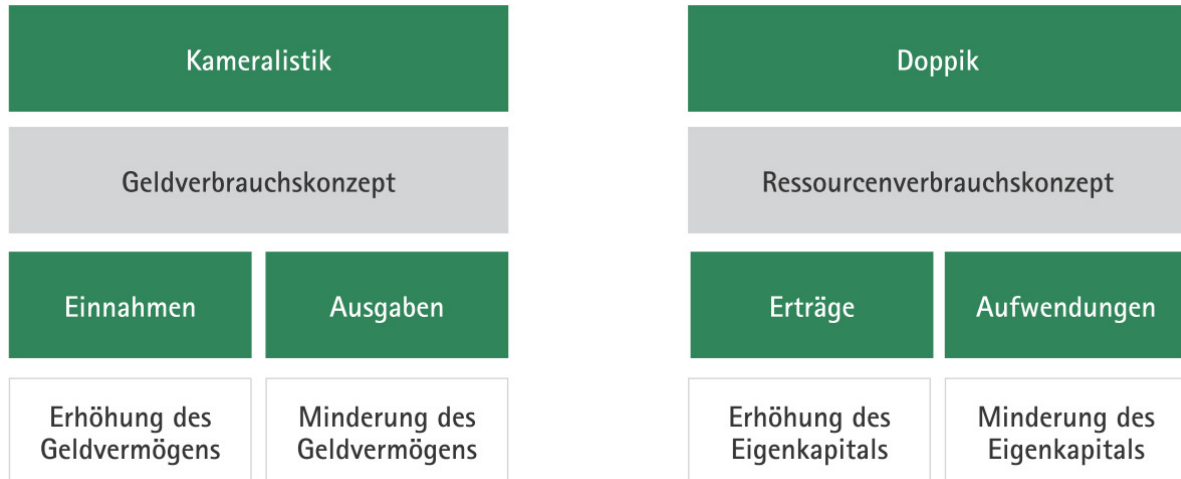 Kameralistik
Doppik
Geldverbrauchskonzept
Ressourcenverbrauchskonzept
Einnahmen
Ausgaben
Erträge
Aufwendungen
Erhöhung des
Geldvermögens
Minderung des
Geldvermögens
Erhöhung des
Eigenkapitals
Minderung des
Eigenkapitals